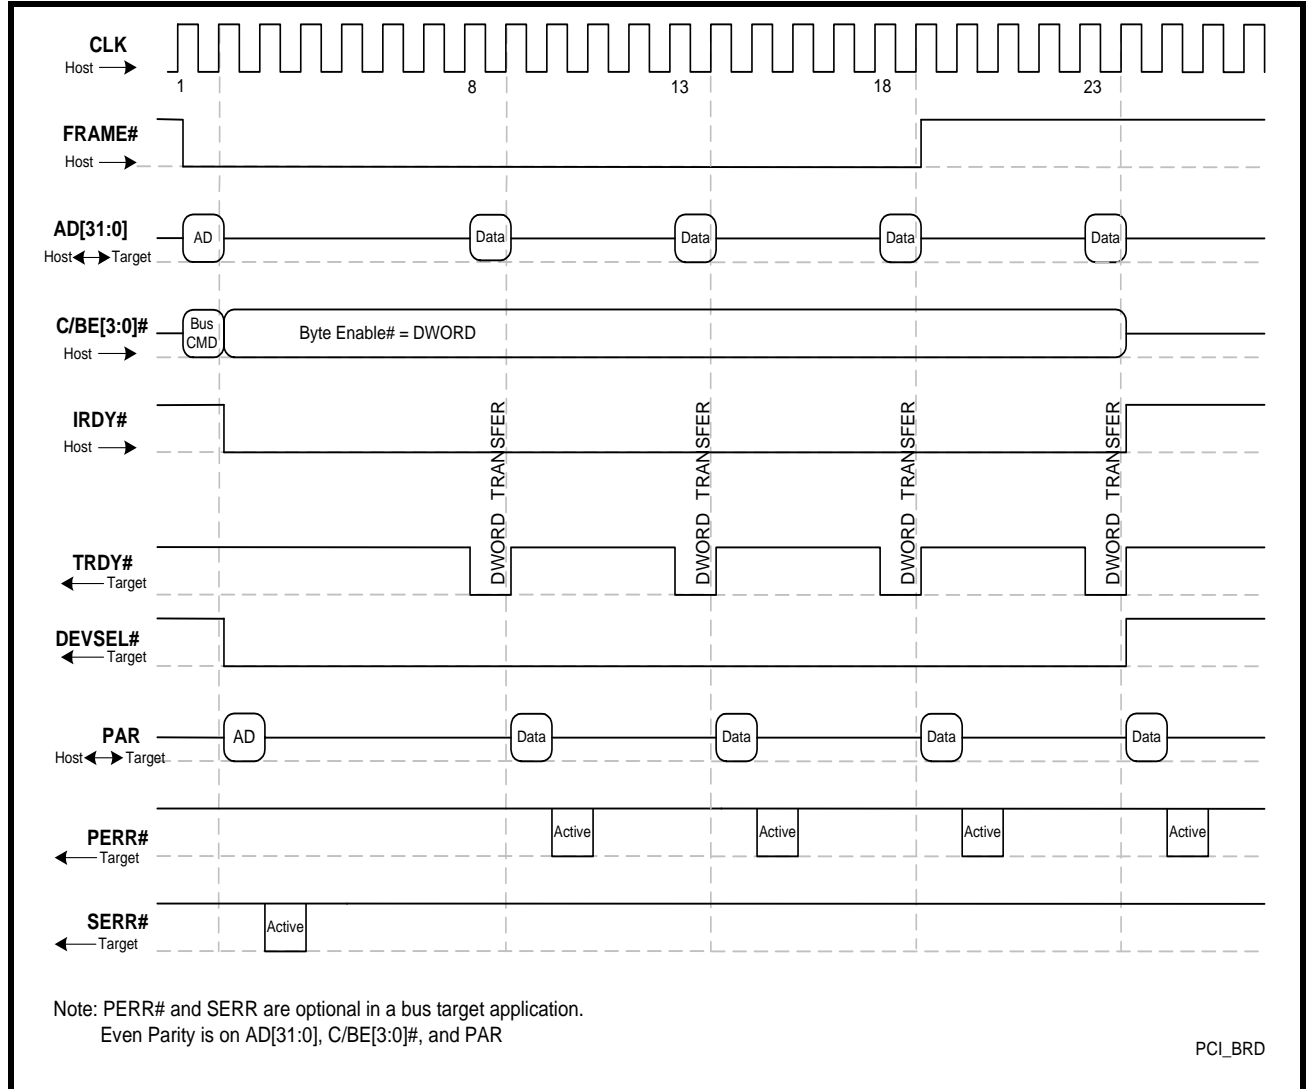 CLK
Host
1 8 13 18 23
FRAME#
Host
AD[31:0]
Host Target
AD Data Data Data Data
C/BE[3:0]#
Host
Bus
CMD
Byte Enable# = DWORD
IRDY#
Host
DWORD TRANSFER
DWORD TRANSFER
DWORD TRANSFER
DWORD TRANSFER
TRDY#
Target
DEVSEL#
Target
PAR
Host Target
AD Data Data Data Data
PERR#
Target
Active Active Active Active
SERR#
Target
Active
Note: PERR# and SERR are optional in a bus target application.
Even Parity is on AD[31:0], C/BE[3:0]#, and PAR
PCI_BRD